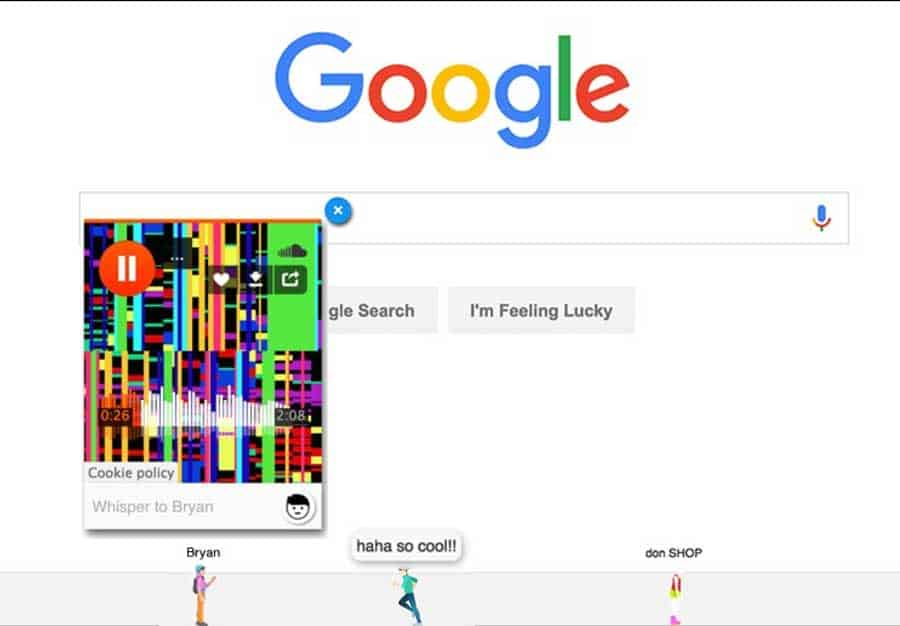 Google
...
gle Search
I'm Feeling Lucky
0:26
2:08
Cookie policy
Whisper to Bryan
Bryan
haha so cool!!
don SHOP